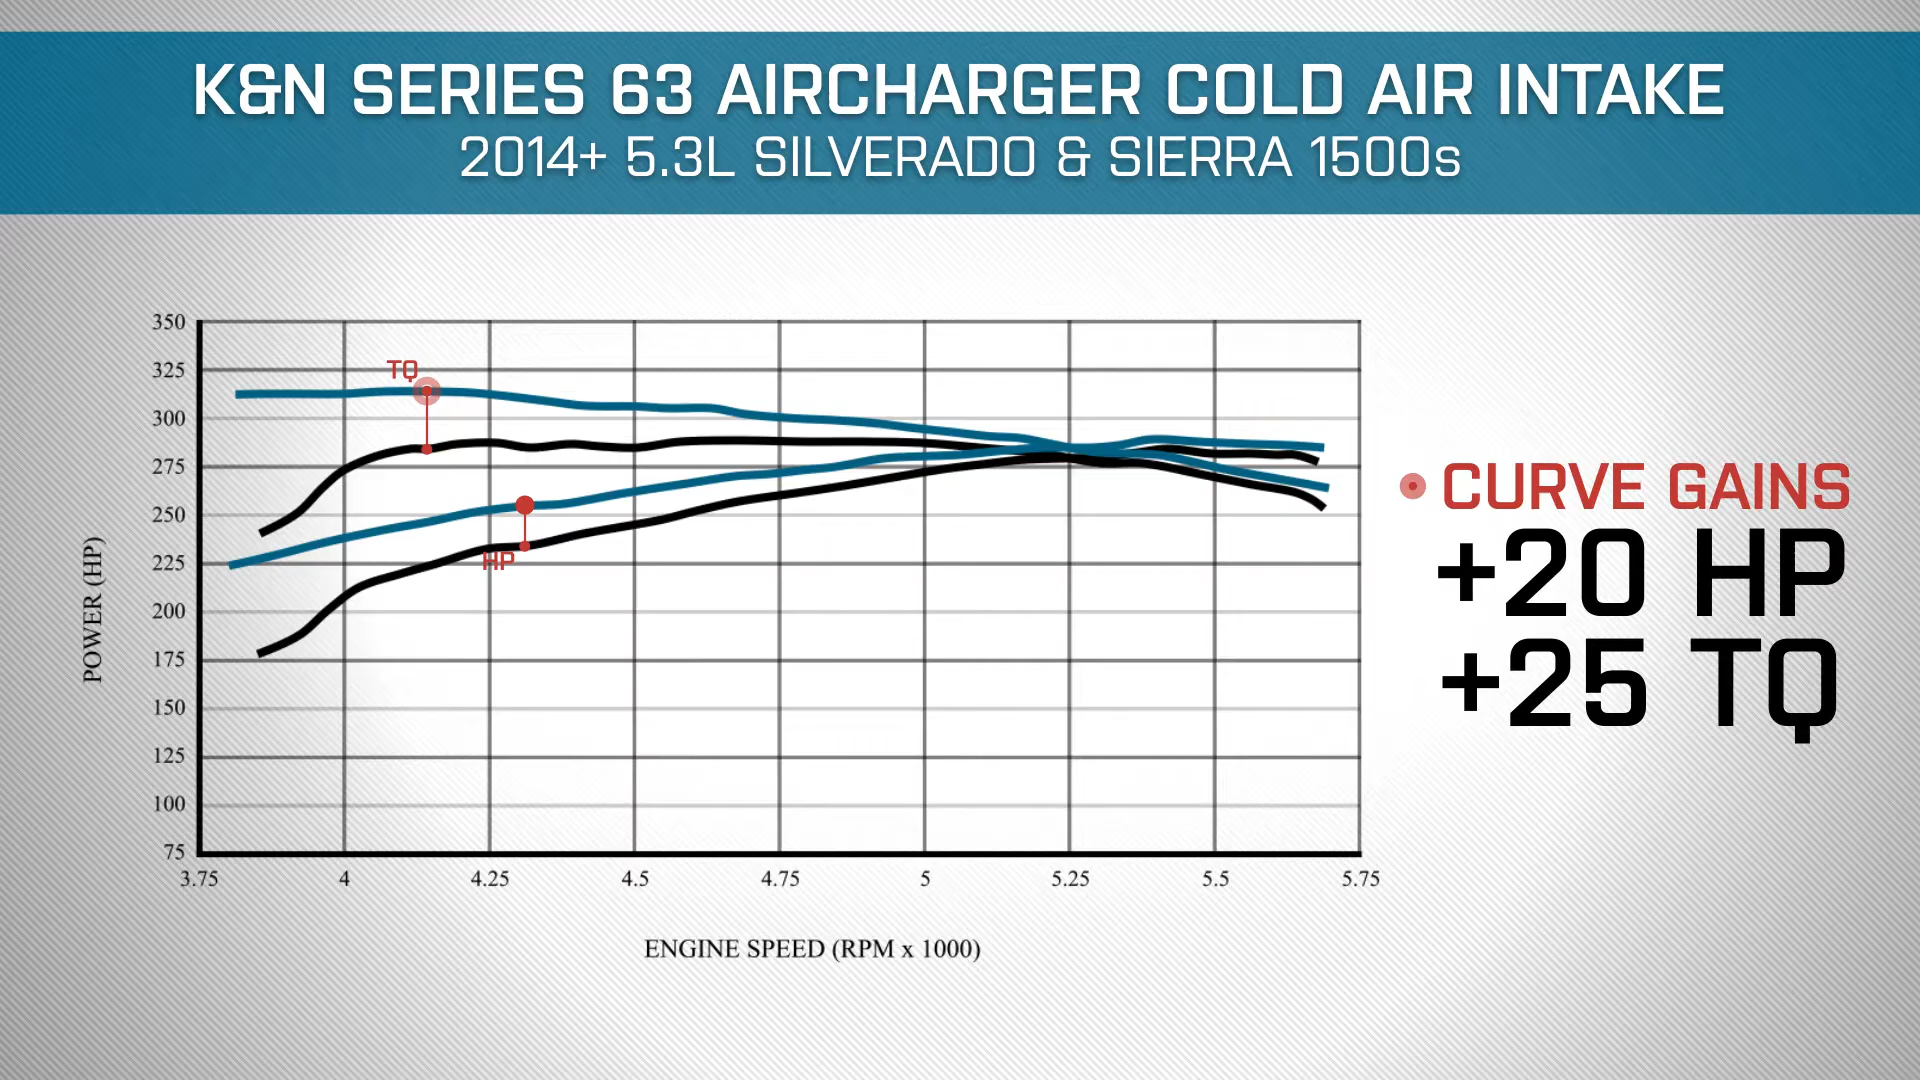 K&N SERIES 63 AIRCHARGER COLD AIR INTAKE
2014+ 5.3L SILVERADO & SIERRA 1500s
350
325
300
275
250
225
200
175
150
125
100
75
POWER (HP)
TQ
HP
3.75 4 4.25 4.5 4.75 5 5.25 5.5 5.75
ENGINE SPEED (RPM x 1000)
CURVE GAINS
+20 HP
+25 TQ